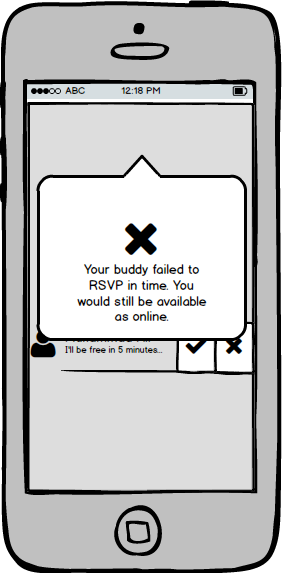 ABC 12:18 PM
Your buddy failed to
RSVP in time. You
would still be available
as online.
I'll be free in 5 minutes..